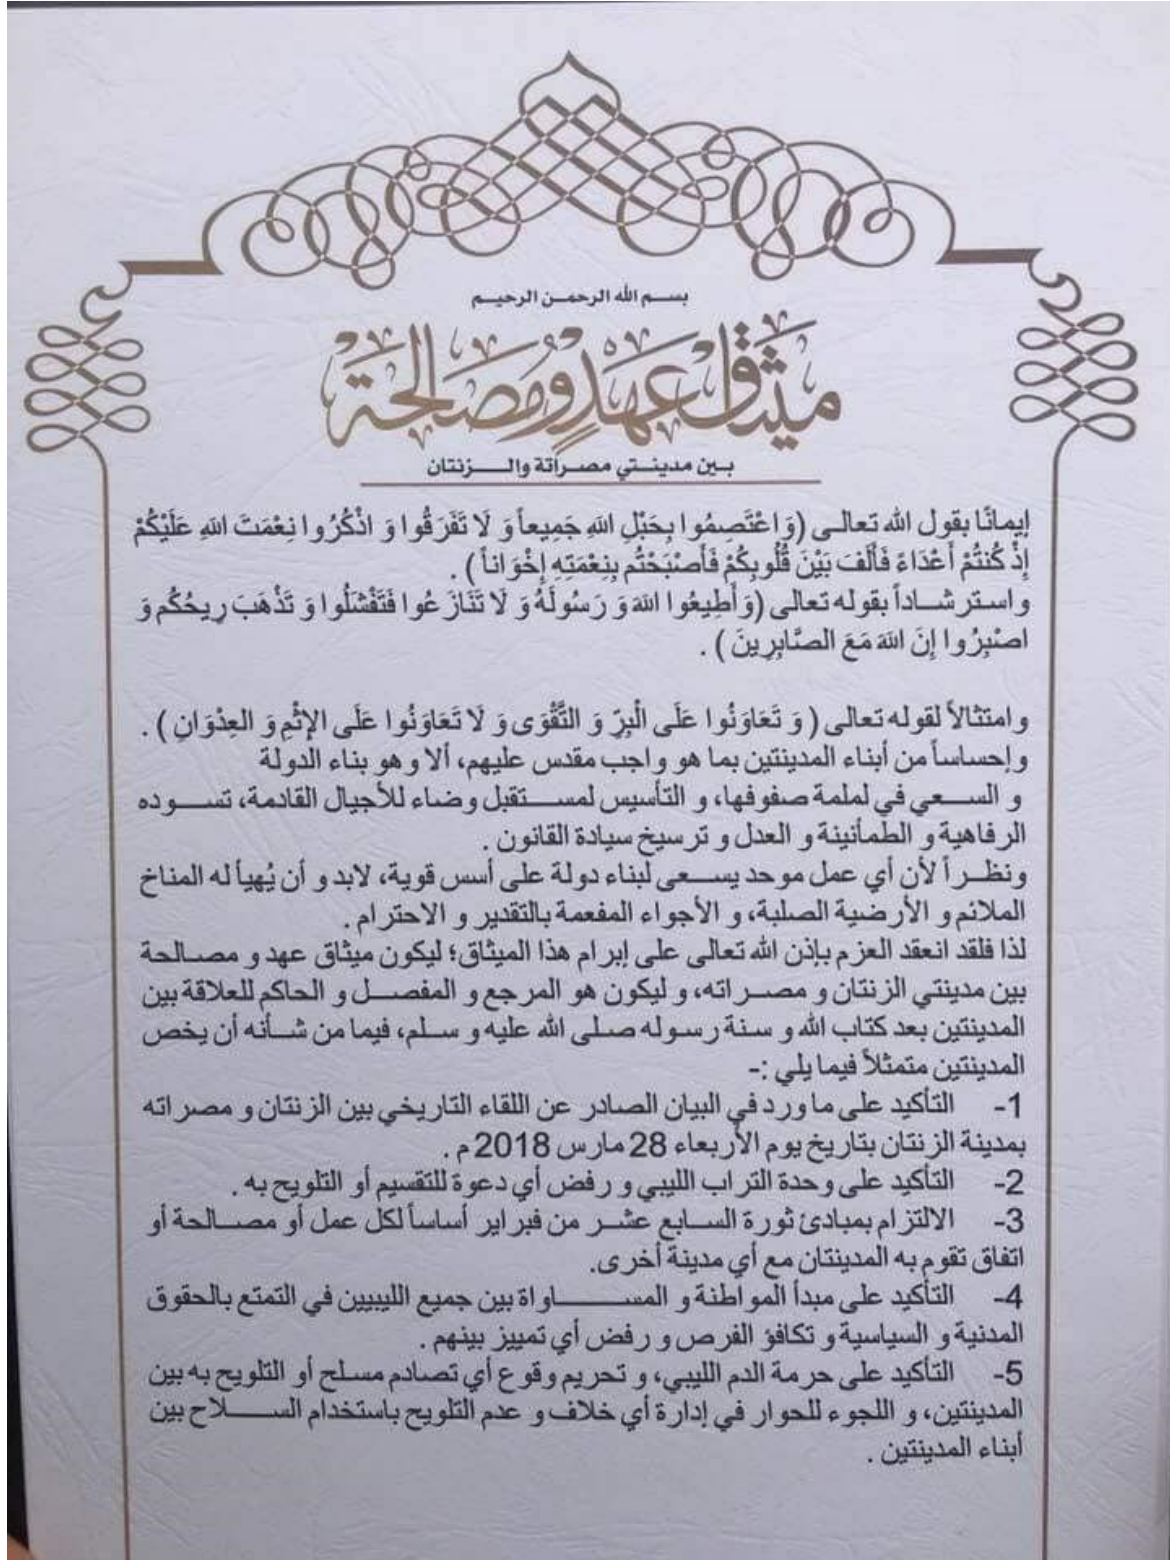 بسم الله الرحمن الرحيم
ميثاق عهدٍ ومُصالحة
بين مدينتي مصراتة والزنتان
إيمانًا بقول الله تعالى (وَاعْتَصِمُوا بِحَبْلِ اللهِ جَمِيعاً وَ لَا تَفَرَقُوا وَ اذْكُرُوا نِعْمَتَ اللهِ عَلَيْكُمْ
إِذْ كُنتُمْ أَعْدَاءً فَأَلَفَ بَيْنَ قُلُوبِكُمْ فَأَصْبَحْتُم بِنِعْمَتِهِ إِخْوَاناً ) .
واسترشاداً بقوله تعالى (وَأَطِيعُوا اللهَ وَ رَسُولَهُ وَ لَا تَنَازَعُوا فَتَفْشَلُوا وَ تَذْهَبَ رِيحُكُم وَ
اصْبِرُوا إِنَ اللهَ مَعَ الصَّابِرِينَ ) .
وامتثالاً لقوله تعالى ( وَ تَعَاوَنُوا عَلَى الْبِرِّ وَ التَّقْوَى وَ لَا تَعَاوَنُوا عَلَى الإِثْمِ وَ العِدْوَانِ ) .
وإحساساً من أبناء المدينتين بما هو واجب مقدس عليهم، ألا وهو بناء الدولة
و السعي في لملمة صفوفها، و التأسيس لمستقبل وضاء للأجيال القادمة، تسوده
الرفاهية و الطمأنينة و العدل و ترسيخ سيادة القانون .
ونظراً لأن أي عمل موحد يسعى لبناء دولة على أسس قوية، لابد و أن يُهيأ له المناخ
الملائم و الأرضية الصلبة، و الأجواء المفعمة بالتقدير و الاحترام .
لذا فلقد انعقد العزم بإذن الله تعالى على إبرام هذا الميثاق؛ ليكون ميثاق عهد و مصالحة
بين مدينتي الزنتان و مصراته، و ليكون هو المرجع و المفصل و الحاكم للعلاقة بين
المدينتين بعد كتاب الله و سنة رسوله صلى الله عليه و سلم، فيما من شأنه أن يخص
المدينتين متمثلاً فيما يلي :-
1- التأكيد على ما ورد في البيان الصادر عن اللقاء التاريخي بين الزنتان و مصراته
بمدينة الزنتان بتاريخ يوم الأربعاء 28 مارس 2018 م .
2- التأكيد على وحدة التراب الليبي و رفض أي دعوة للتقسيم أو التلويح به .
3- الالتزام بمبادئ ثورة السابع عشر من فبراير أساساً لكل عمل أو مصالحة أو
اتفاق تقوم به المدينتان مع أي مدينة أخرى.
4- التأكيد على مبدأ المواطنة و المساواة بين جميع الليبيين في التمتع بالحقوق
المدنية و السياسية و تكافؤ الفرص و رفض أي تمييز بينهم .
5- التأكيد على حرمة الدم الليبي، و تحريم وقوع أي تصادم مسلح أو التلويح به بين
المدينتين، و اللجوء للحوار في إدارة أي خلاف و عدم التلويح باستخدام السلاح بين
أبناء المدينتين .